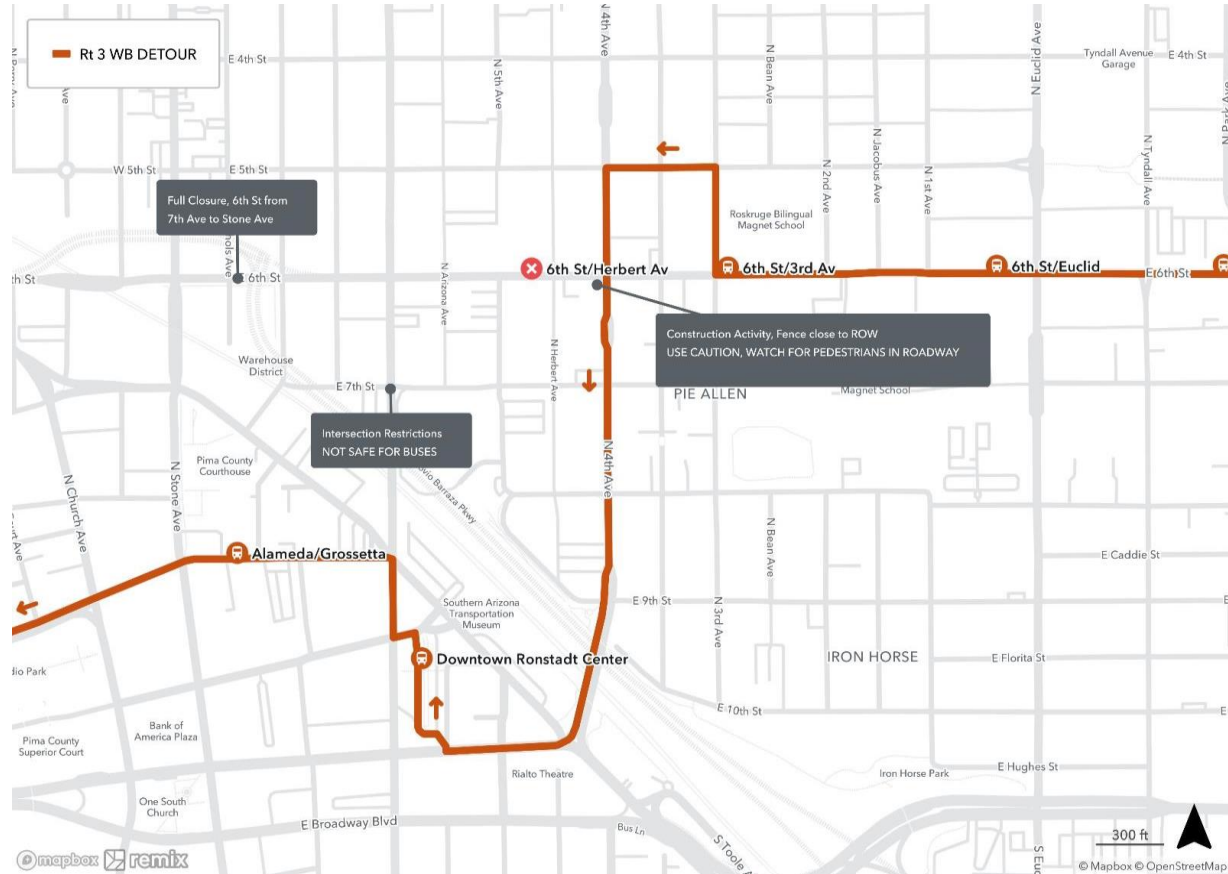 Rt 3 WB DETOUR
E 4th St
N 5th Ave
N 4th Ave
N Bean Ave
N Euclid Ave
Tyndall Avenue
Garage
E 4th St
W 5th St
E 5th St
N 2nd Ave
N Jacobus Ave
N 1st Ave
N Tyndall Ave
Full Closure, 6th St from
7th Ave to Stone Ave
Roskruge Bilingual
Magnet School
E 6th St
6th St/Herbert Av
6th St/3rd Av
6th St/Euclid
E 6th St
N Arizona Ave
N Herbert Ave
Construction Activity, Fence close to ROW
USE CAUTION, WATCH FOR PEDESTRIANS IN ROADWAY
Warehouse
District
E 7th St
PIE ALLEN
Magnet School
Intersection Restrictions
NOT SAFE FOR BUSES
Pima County
Courthouse
N Church Ave
N Stone Ave
Barraza Pkwy
N 4th Ave
N Bean Ave
Alameda/Grossetta
E Caddie St
Southern Arizona
Transportation
Museum
E 9th St
N 3rd Ave
Downtown Ronstadt Center
IRON HORSE
E Florita St
E 10th St
Bank of
America Plaza
Pima County
Superior Court
Rialto Theatre
Iron Horse Park
E Hughes St
One South
Church
E Broadway Blvd
Bus Ln
300 ft
mapbox remix
© Mapbox © OpenStreetMap